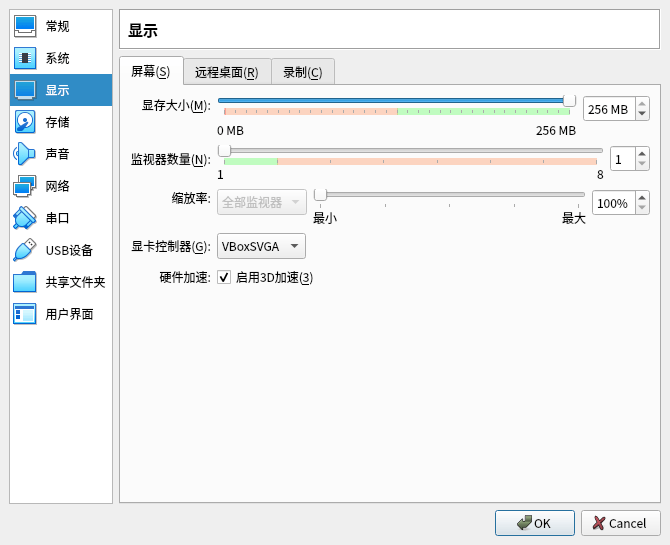 常规
系统
显示
存储
声音
网络
串口
USB设备
共享文件夹
用户界面
显示
屏幕(S) 远程桌面(R) 录制(C)
显存大小(M): 256 MB
0 MB 256 MB
监视器数量(N): 1
1 8
缩放率: 全部监视器 100%
最小 最大
显卡控制器(G): VBoxSVGA
硬件加速: 启用3D加速(3)
OK Cancel